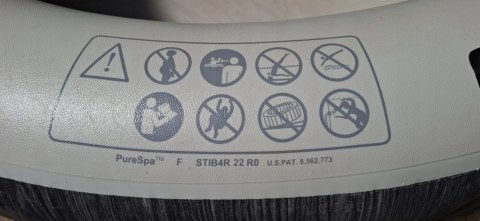 PureSpa™ F STIB4R 22 R0 U.S.PAT. 8,562,773